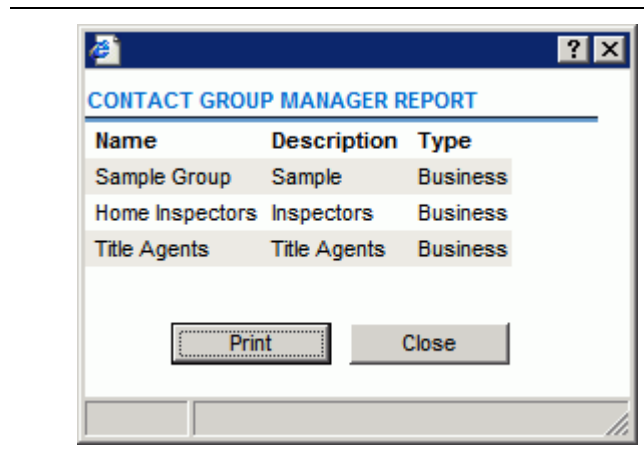 CONTACT GROUP MANAGER REPORT
Name Description Type
Sample Group Sample Business
Home Inspectors Inspectors Business
Title Agents Title Agents Business
Print Close